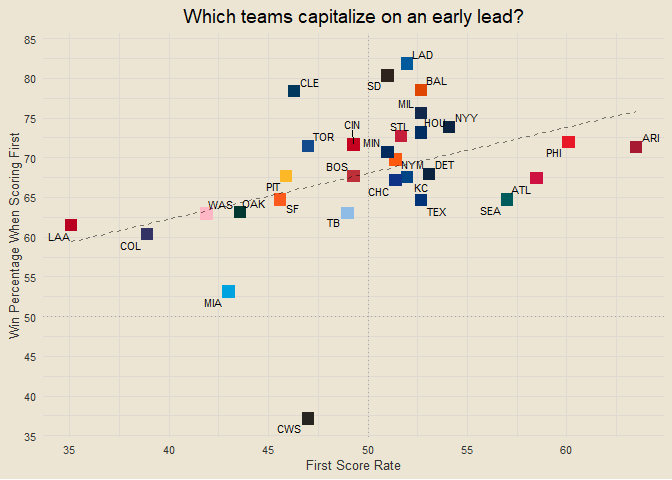 Which teams capitalize on an early lead?
85
80
75
70
65
60
55
50
45
40
35
Win Percentage When Scoring First
LAD
BAL
SD
CLE
MIL
NYY
HOU
STL
CIN
TOR
MIN
ARI
PHI
BOS
NYM
DET
PIT
CHC
KC
ATL
TEX
SEA
SF
WAS
OAK
TB
LAA
COL
MIA
CWS
35
40
45
50
55
60
First Score Rate